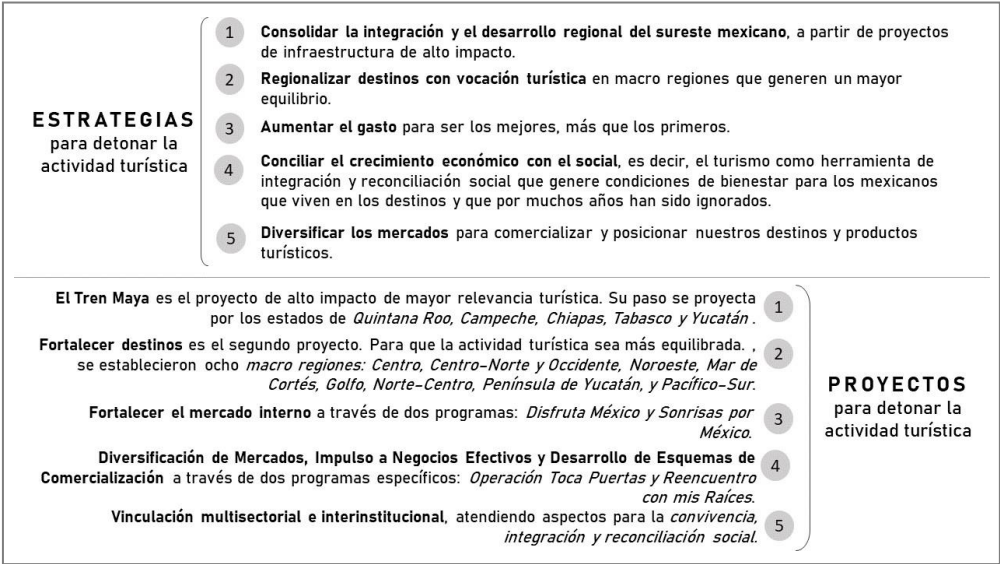 ESTRATEGIAS
para detonar la
actividad turística
1 Consolidar la integración y el desarrollo regional del sureste mexicano, a partir de proyectos
de infraestructura de alto impacto.
2 Regionalizar destinos con vocación turística en macro regiones que generen un mayor
equilibrio.
3 Aumentar el gasto para ser los mejores, más que los primeros.
4 Conciliar el crecimiento económico con el social, es decir, el turismo como herramienta de
integración y reconciliación social que genere condiciones de bienestar para los mexicanos
que viven en los destinos y que por muchos años han sido ignorados.
5 Diversificar los mercados para comercializar y posicionar nuestros destinos y productos
turísticos.
El Tren Maya es el proyecto de alto impacto de mayor relevancia turística. Su paso se proyecta
por los estados de Quintana Roo, Campeche, Chiapas, Tabasco y Yucatán . 1
Fortalecer destinos es el segundo proyecto. Para que la actividad turística sea más equilibrada. , 2
se establecieron ocho macro regiones: Centro, Centro-Norte y Occidente, Noroeste, Mar de
Cortés, Golfo, Norte-Centro, Península de Yucatán, y Pacífico-Sur.
Fortalecer el mercado interno a través de dos programas: Disfruta México y Sonrisas por 3
México.
Diversificación de Mercados, Impulso a Negocios Efectivos y Desarrollo de Esquemas de 4
Comercialización a través de dos programas específicos: Operación Toca Puertas y Reencuentro
con mis Raíces.
Vinculación multisectorial e interinstitucional, atendiendo aspectos para la convivencia, 5
integración y reconciliación social.
PROYECTOS
para detonar la
actividad turística